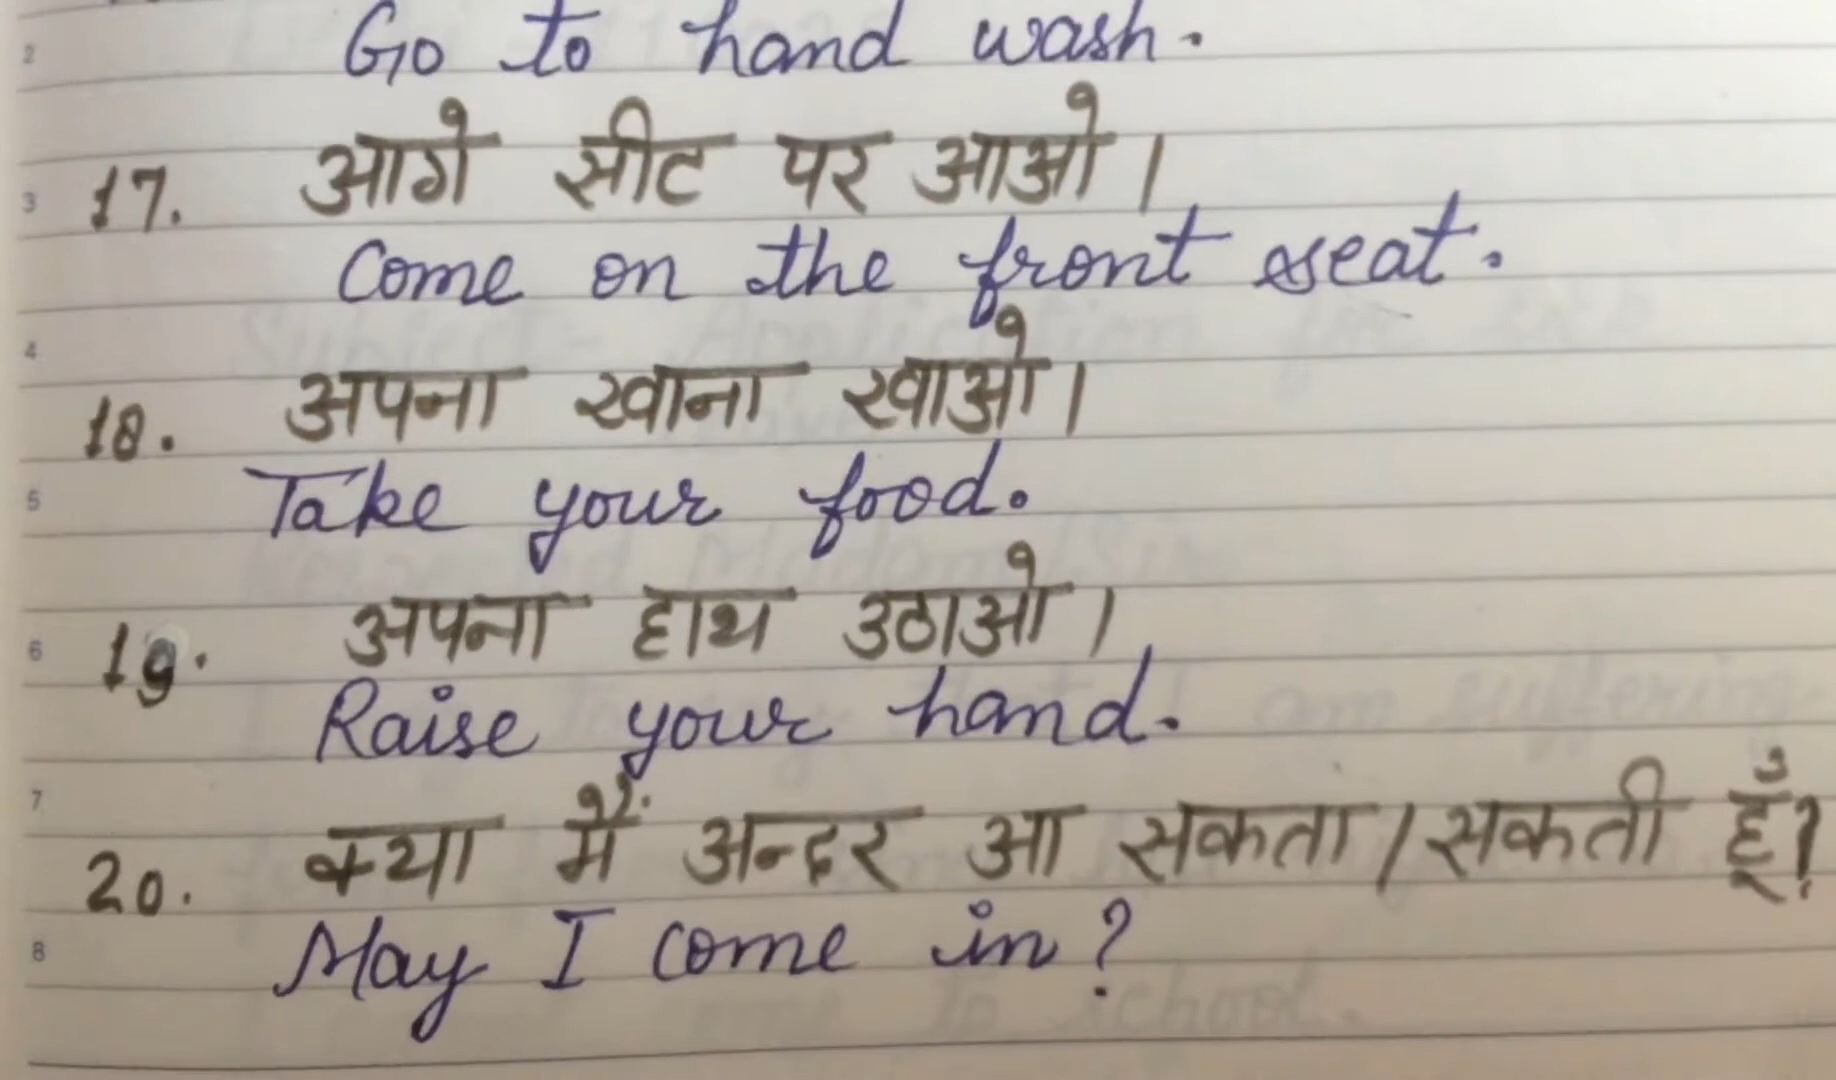 Go to hand wash.
17. आगे सीट पर आओ।
Come on the front seat.
18. अपना खाना खाओ।
Take your food.
19. अपना हाथ उठाओ।
Raise your hand.
20. क्या मैं अन्दर आ सकता/सकती हूँ?
May I come in?